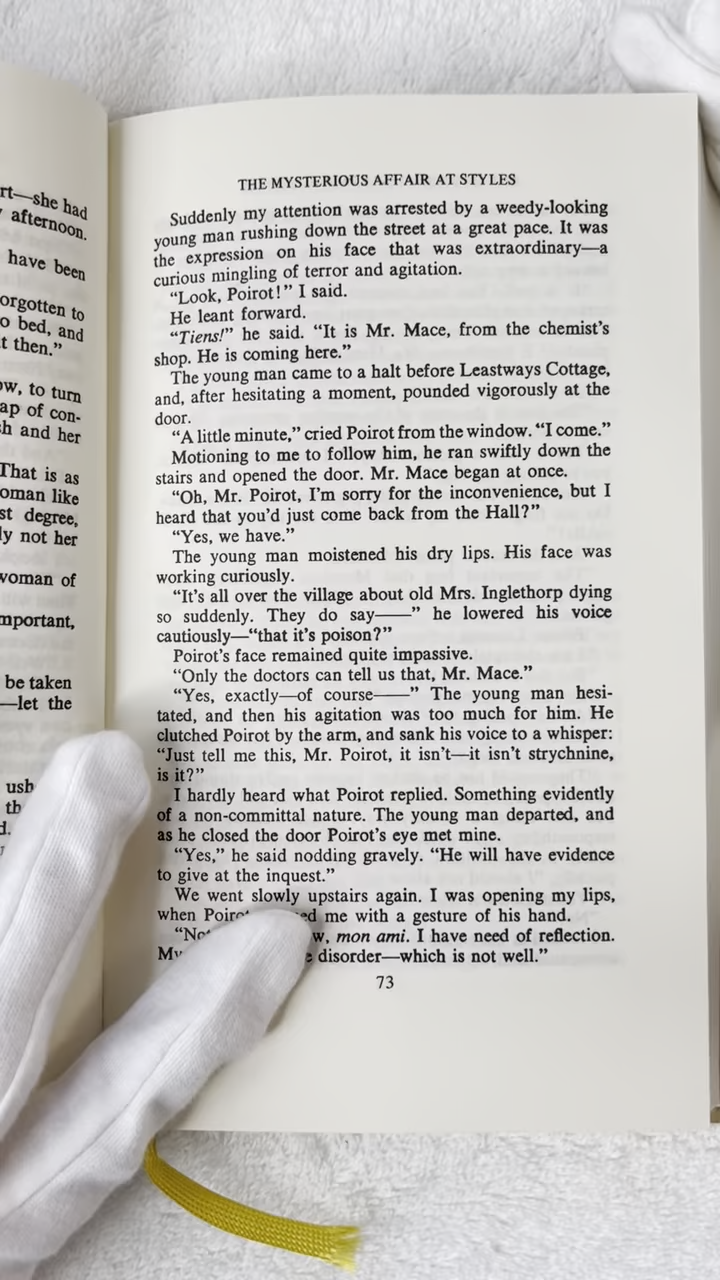 rt—she had
afternoon.
have been
orgotten to
o bed, and
t then.”
ow, to turn
ap of con-
h and her
That is as
oman like
st degree,
ly not her
woman of
mportant,
be taken
—let the
ush
th
d.
THE MYSTERIOUS AFFAIR AT STYLES
Suddenly my attention was arrested by a weedy-looking
young man rushing down the street at a great pace. It was
the expression on his face that was extraordinary—a
curious mingling of terror and agitation.
“Look, Poirot!” I said.
He leant forward.
“Tiens!” he said. “It is Mr. Mace, from the chemist’s
shop. He is coming here.”
The young man came to a halt before Leastways Cottage,
and, after hesitating a moment, pounded vigorously at the
door.
“A little minute,” cried Poirot from the window. “I come.”
Motioning to me to follow him, he ran swiftly down the
stairs and opened the door. Mr. Mace began at once.
“Oh, Mr. Poirot, I’m sorry for the inconvenience, but I
heard that you’d just come back from the Hall?”
“Yes, we have.”
The young man moistened his dry lips. His face was
working curiously.
“It’s all over the village about old Mrs. Inglethorp dying
so suddenly. They do say——” he lowered his voice
cautiously—“that it’s poison?”
Poirot’s face remained quite impassive.
“Only the doctors can tell us that, Mr. Mace.”
“Yes, exactly—of course——” The young man hesi-
tated, and then his agitation was too much for him. He
clutched Poirot by the arm, and sank his voice to a whisper:
“Just tell me this, Mr. Poirot, it isn’t—it isn’t strychnine,
is it?”
I hardly heard what Poirot replied. Something evidently
of a non-committal nature. The young man departed, and
as he closed the door Poirot’s eye met mine.
“Yes,” he said nodding gravely. “He will have evidence
to give at the inquest.”
We went slowly upstairs again. I was opening my lips,
when Poirot me with a gesture of his hand.
mon ami. I have need of reflection.
disorder—which is not well.”
73